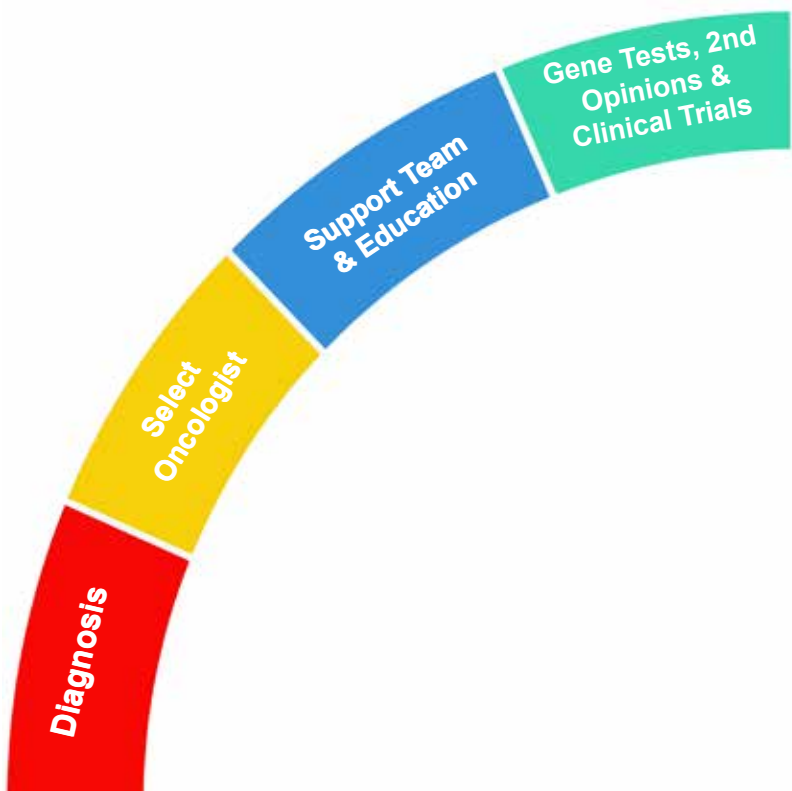 Gene Tests, 2nd
Opinions &
Clinical Trials
Support Team
& Education
Select
Oncologist
Diagnosis